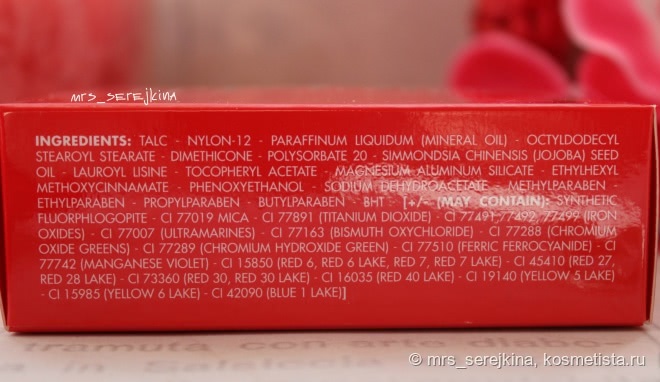 mrs_serejkina
INGREDIENTS: TALC - NYLON-12 - PARAFFINUM LIQUIDUM (MINERAL OIL) - OCTYLDODECYL
STEAROYL STEARATE - DIMETHICONE - POLYSORBATE 20 - SIMMONDSIA CHINENSIS (JOJOBA) SEED
OIL - LAUROYL LISINE - TOCOPHERYL ACETATE - MAGNESIUM ALUMINUM SILICATE - ETHYLHEXYL
METHOXYCINNAMATE - PHENOXYETHANOL - SODIUM DEHYDROACETATE - METHYLPARABEN -
ETHYLPARABEN - PROPYLPARABEN - BUTYLPARABEN - BHT - [+/- (MAY CONTAIN): SYNTHETIC
FLUORPHLOGOPITE - CI 77019 MICA - CI 77891 (TITANIUM DIOXIDE) - CI 77491-77492-77499 (IRON
OXIDES) - CI 77007 (ULTRAMARINES) - CI 77163 (BISMUTH OXYCHLORIDE) - CI 77288 (CHROMIUM
OXIDE GREENS) - CI 77289 (CHROMIUM HYDROXIDE GREEN) - CI 77510 (FERRIC FERROCYANIDE) - CI
77742 (MANGANESE VIOLET) - CI 15850 (RED 6, RED 6 LAKE, RED 7, RED 7 LAKE) - CI 45410 (RED 27,
RED 28 LAKE) - CI 73360 (RED 30, RED 30 LAKE) - CI 16035 (RED 40 LAKE) - CI 19140 (YELLOW 5 LAKE)
- CI 15985 (YELLOW 6 LAKE) - CI 42090 (BLUE 1 LAKE)]
tramuta con arte
in
© mrs_serejkina, kosmetista.ru